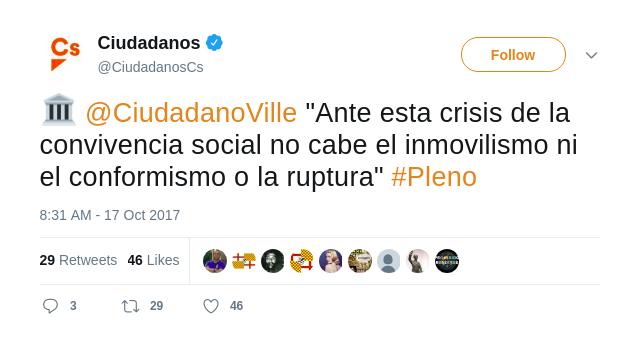 Cs
Ciudadanos
@CiudadanosCs
Follow
@CiudadanoVille "Ante esta crisis de la
convivencia social no cabe el inmovilismo ni
el conformismo o la ruptura" #Pleno
8:31 AM - 17 Oct 2017
29 Retweets 46 Likes
3 29 46